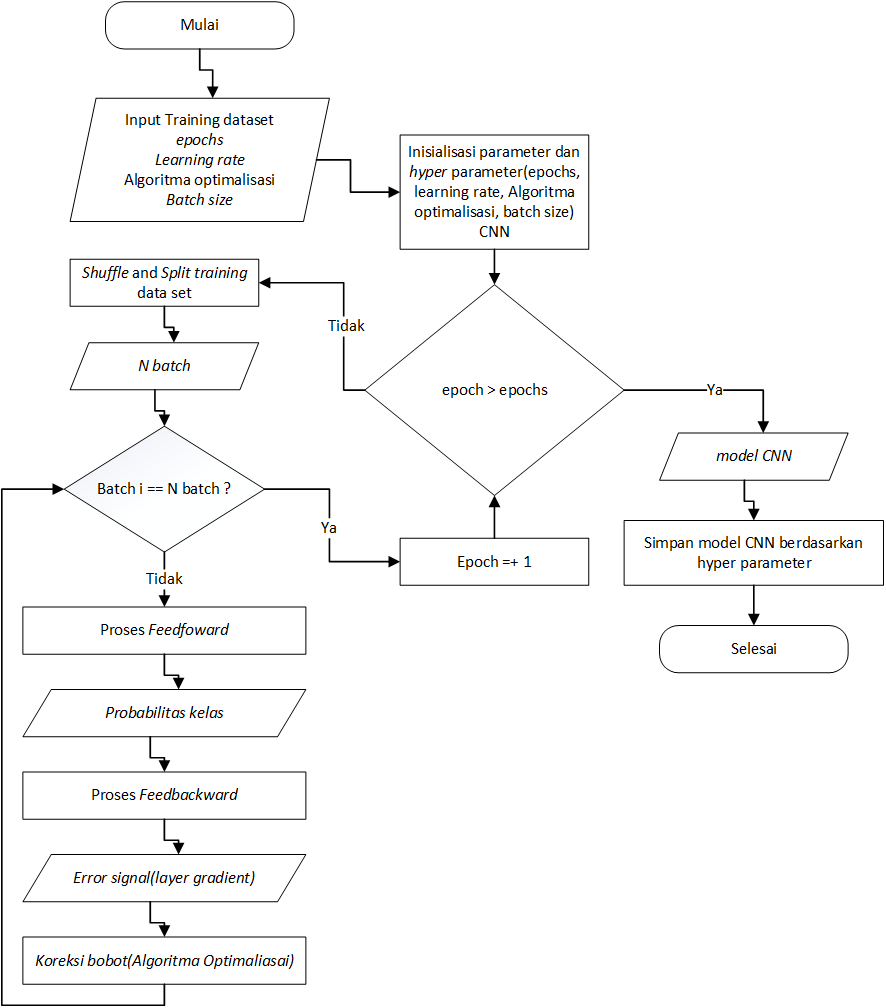 Mulai
Input Training dataset
epochs
Learning rate
Algoritma optimalisasi
Batch size
Inisialisasi parameter dan
hyper parameter(epochs,
learning rate, Algoritma
optimalisasi, batch size)
CNN
Shuffle and Split training
data set
Tidak
N batch
epoch > epochs
Ya
model CNN
Batch i == N batch ?
Ya
Simpan model CNN berdasarkan
hyper parameter
Epoch =+ 1
Tidak
Proses Feedfoward
Selesai
Probabilitas kelas
Proses Feedbackward
Error signal(layer gradient)
Koreksi bobot(Algoritma Optimaliasai)